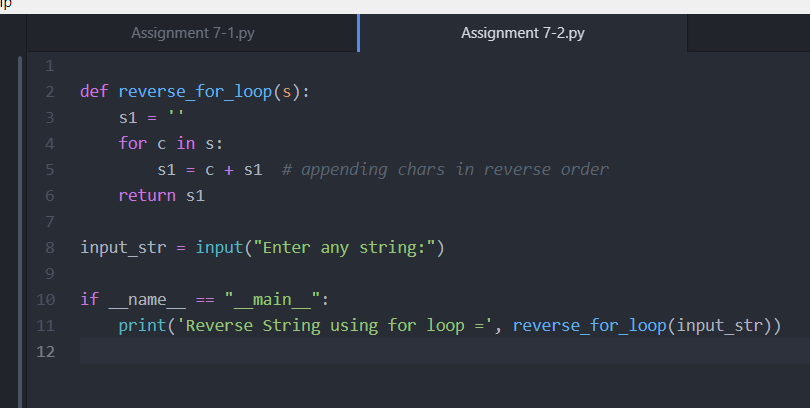 Assignment 7-1.py
Assignment 7-2.py
1
2 def reverse_for_loop(s):
3     s1 = ''
4     for c in s:
5         s1 = c + s1  # appending chars in reverse order
6     return s1
7
8 input_str = input("Enter any string:")
9
10 if __name__ == "__main__":
11     print('Reverse String using for loop =', reverse_for_loop(input_str))
12